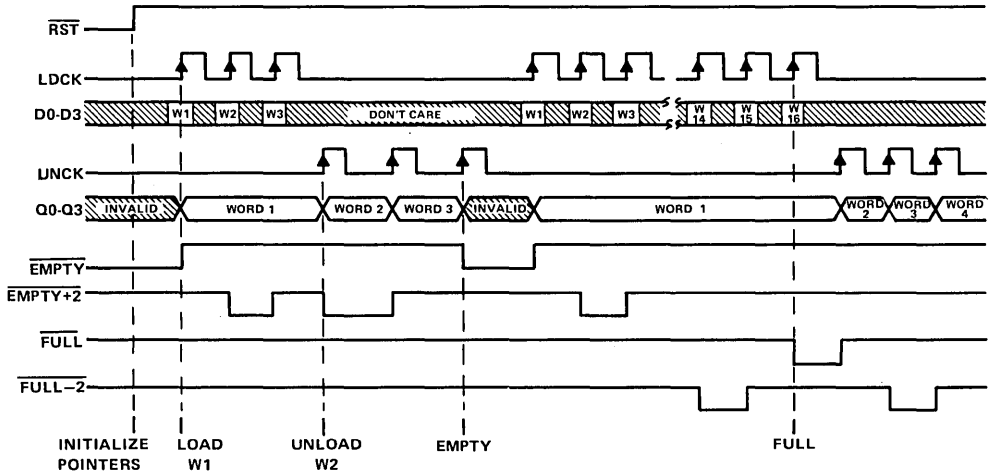 RST
LDCK
W1 W2 W3 W1 W2 W3 W 14 W 15 W 16
D0-D3
DON'T CARE
UNCK
Q0-Q3
INVALID WORD 1 WORD 2 WORD 3 INVALID WORD 1 WORD 2 WORD 3 WORD 4
EMPTY
EMPTY+2
FULL
FULL-2
INITIALIZE POINTERS
LOAD W1
UNLOAD W2
EMPTY
FULL